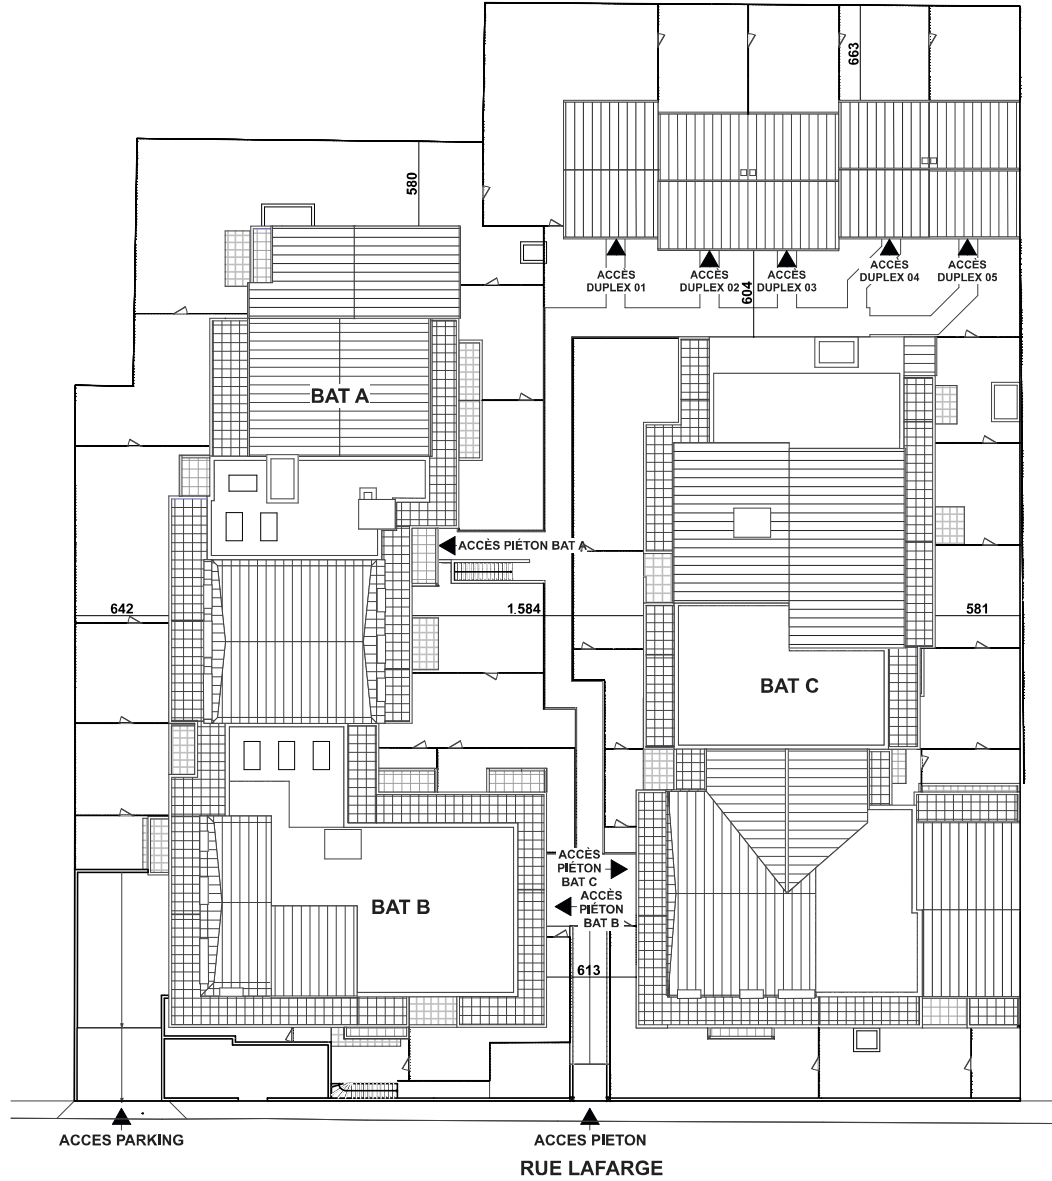 663
580
ACCÈS
DUPLEX 01
ACCÈS
DUPLEX 02
ACCÈS
DUPLEX 03
ACCÈS
DUPLEX 04
ACCÈS
DUPLEX 05
604
BAT A
ACCÈS PIÉTON BAT A
642
1.584
581
BAT C
ACCÈS
PIÉTON
BAT C
ACCÈS
PIÉTON
BAT B
BAT B
613
ACCES PARKING
ACCES PIETON
RUE LAFARGE